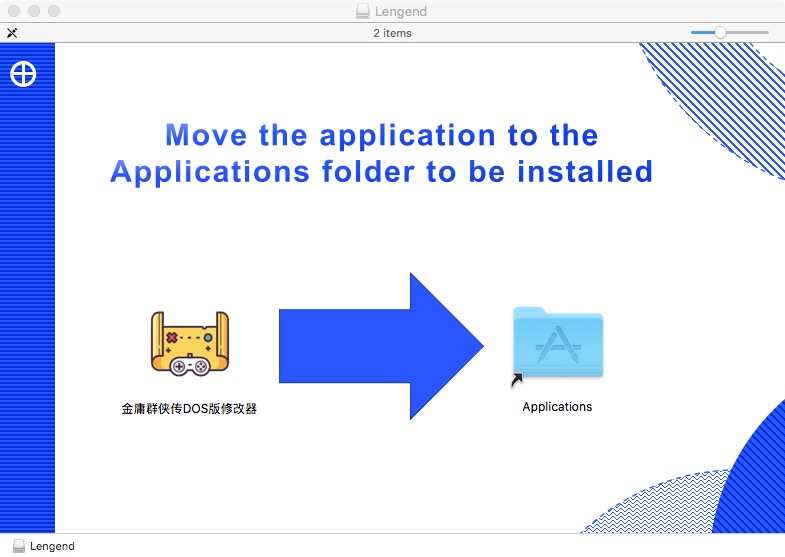 Lengend
2 items
Move the application to the
Applications folder to be installed
金庸群侠传DOS版修改器
Applications
Lengend